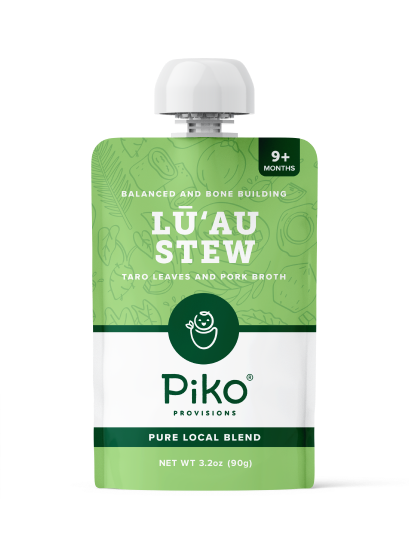 9+
MONTHS
BALANCED AND BONE BUILDING
LŪ‘AU
STEW
TARO LEAVES AND PORK BROTH
Piko®
PROVISIONS
PURE LOCAL BLEND
NET WT 3.2oz (90g)